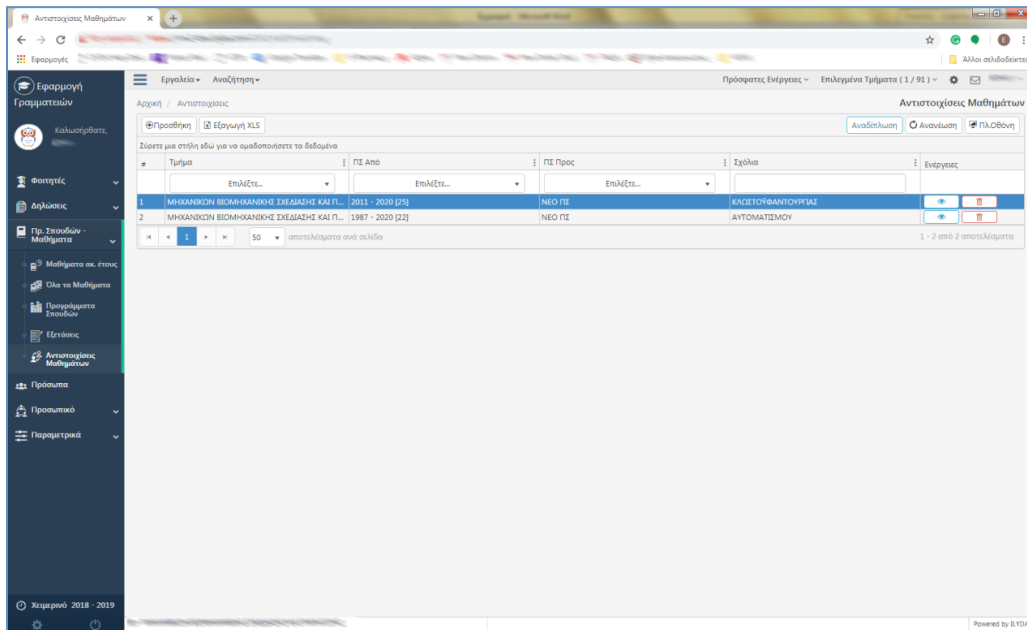 Αντιστοιχίσεις Μαθημάτων
Εφαρμογές
Άλλοι σελιδοδείκτες
Εφαρμογή Γραμματειών
Εργαλεία Αναζήτηση Πρόσφατες Ενέργειες Επιλεγμένα Τμήματα ( 1 / 91 )
Αρχική / Αντιστοιχίσεις Αντιστοιχίσεις Μαθημάτων
Καλωσήρθατε,
Προσθήκη Εξαγωγή XLS Αναδίπλωση Ανανέωση Πλ.Οθόνη
Σύρετε μια στήλη εδώ για να ομαδοποιήσετε τα δεδομένα
# Τμήμα ΠΣ Από ΠΣ Προς Σχόλια Ενέργειες
Επιλέξτε... Επιλέξτε... Επιλέξτε...
1 ΜΗΧΑΝΙΚΩΝ ΒΙΟΜΗΧΑΝΙΚΗΣ ΣΧΕΔΙΑΣΗΣ ΚΑΙ Π... 2011 - 2020 [25] ΝΕΟ ΠΣ ΚΛΩΣΤΟΫΦΑΝΤΟΥΡΓΙΑΣ
2 ΜΗΧΑΝΙΚΩΝ ΒΙΟΜΗΧΑΝΙΚΗΣ ΣΧΕΔΙΑΣΗΣ ΚΑΙ Π... 1987 - 2020 [22] ΝΕΟ ΠΣ ΑΥΤΟΜΑΤΙΣΜΟΥ
1 50 αποτελέσματα ανά σελίδα 1 - 2 από 2 αποτελέσματα
Φοιτητές
Δηλώσεις
Πρ. Σπουδών - Μαθήματα
Μαθήματα ακ. έτους
Όλα τα Μαθήματα
Προγράμματα Σπουδών
Εξετάσεις
Αντιστοιχίσεις Μαθημάτων
Πρόσωπα
Προσωπικό
Παραμετρικά
Χειμερινό 2018 - 2019
Powered by ILYDA